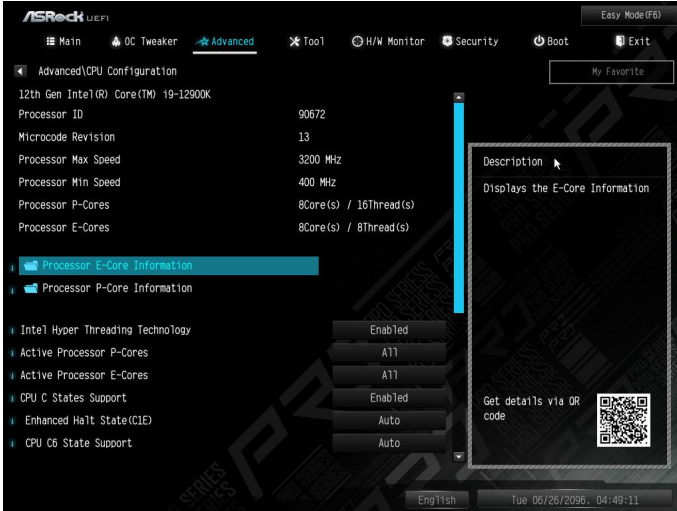 ASRock UEFI
Easy Mode(F6)
Main OC Tweaker Advanced Tool H/W Monitor Security Boot Exit
Advanced\CPU Configuration
My Favorite
12th Gen Intel(R) Core(TM) i9-12900K
Processor ID 90672
Microcode Revision 13
Processor Max Speed 3200 MHz
Processor Min Speed 400 MHz
Processor P-Cores 8Core(s) / 16Thread(s)
Processor E-Cores 8Core(s) / 8Thread(s)
Processor E-Core Information
Processor P-Core Information
Intel Hyper Threading Technology Enabled
Active Processor P-Cores All
Active Processor E-Cores All
CPU C States Support Enabled
Enhanced Halt State(C1E) Auto
CPU C6 State Support Auto
Description
Displays the E-Core Information
Get details via QR
code
English
Tue 06/26/2096, 04:49:11